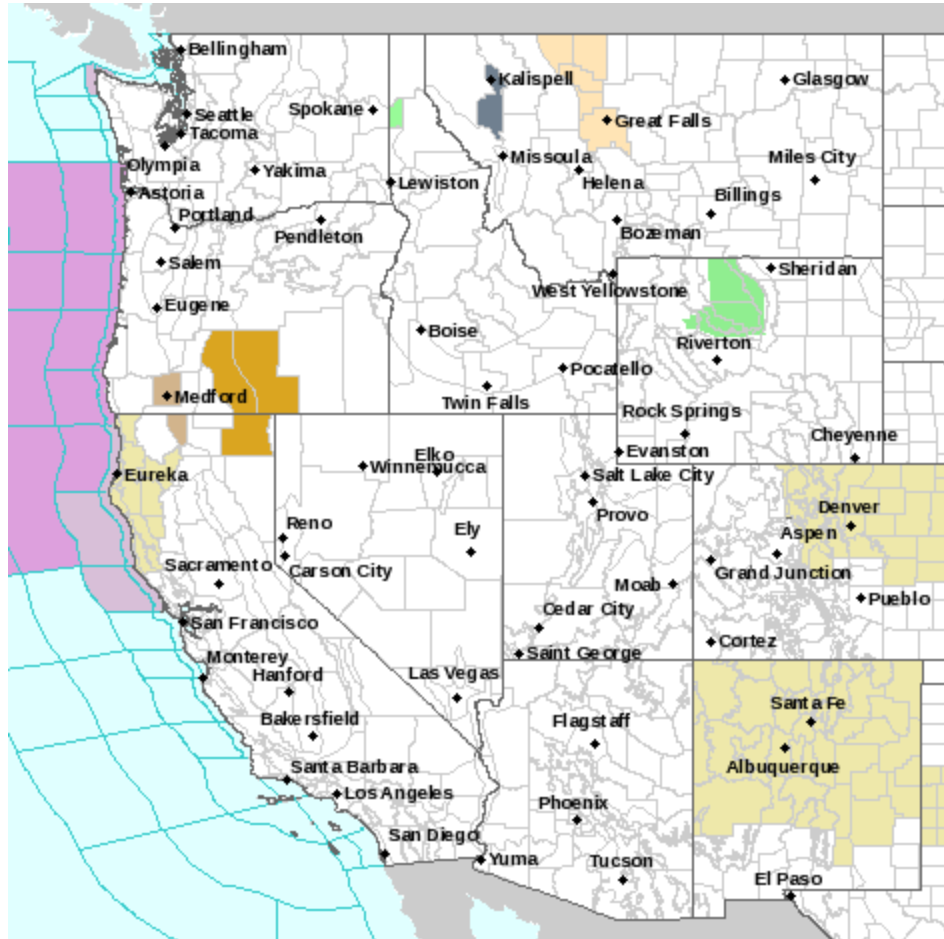 Bellingham
Kalispell
Glasgow
Spokane
Seattle
Great Falls
Tacoma
Olympia
Missoula
Miles City
Yakima
Lewiston
Helena
Astoria
Billings
Portland
Pendleton
Bozeman
Salem
Sheridan
West Yellowstone
Eugene
Boise
Riverton
Pocatello
Medford
Twin Falls
Rock Springs
Cheyenne
Evanston
Elko
Winnemucca
Eureka
Salt Lake City
Denver
Provo
Reno
Ely
Aspen
Sacramento
Carson City
Grand Junction
Moab
Pueblo
Cedar City
San Francisco
Cortez
Saint George
Monterey
Hanford
Las Vegas
Santa Fe
Bakersfield
Flagstaff
Santa Barbara
Albuquerque
Los Angeles
Phoenix
San Diego
Yuma
Tucson
El Paso